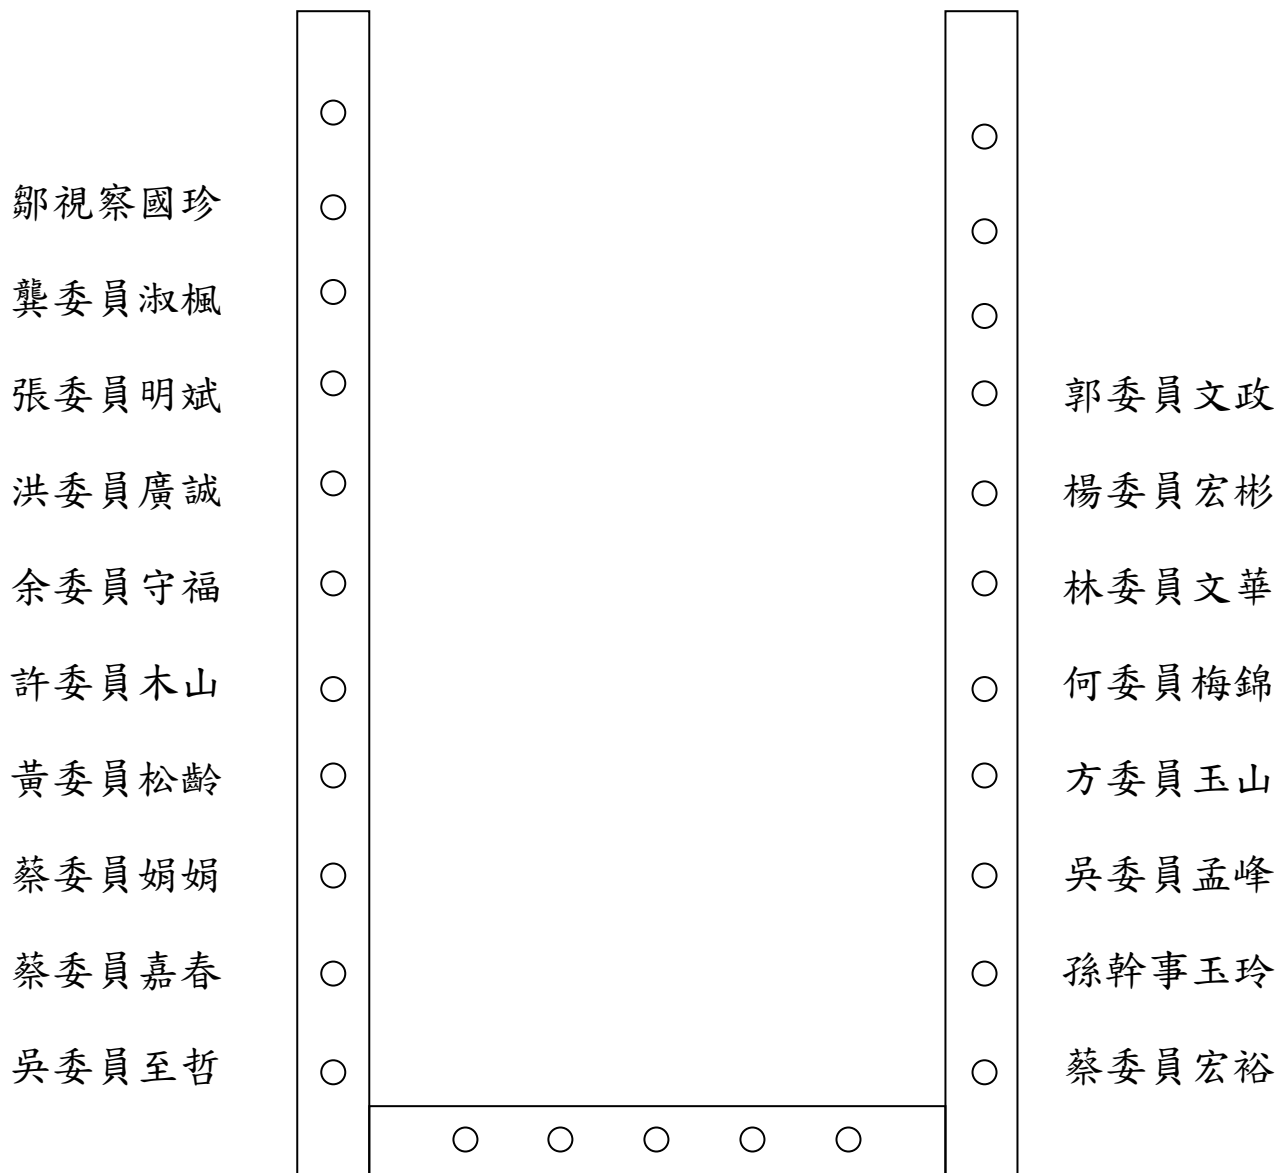 鄒視察國珍
龔委員淑楓
張委員明斌
洪委員廣誠
余委員守福
許委員木山
黃委員松齡
蔡委員娟娟
蔡委員嘉春
吳委員至哲
郭委員文政
楊委員宏彬
林委員文華
何委員梅錦
方委員玉山
吳委員孟峰
孫幹事玉玲
蔡委員宏裕